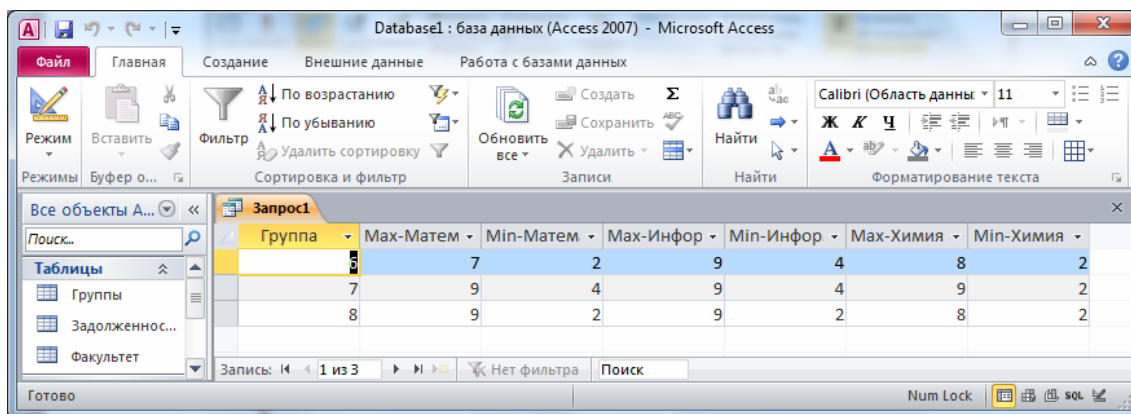 Database1 : база данных (Access 2007) - Microsoft Access
Файл Главная Создание Внешние данные Работа с базами данных
Режим
Вставить
Фильтр
По возрастанию
По убыванию
Удалить сортировку
Обновить все
Создать
Сохранить
Удалить
Найти
Calibri (Область данны 11
Ж К Ч
Режимы Буфер о... Сортировка и фильтр Записи Найти Форматирование текста
Все объекты A...
Поиск...
Таблицы
Группы
Задолженнос...
Факультет
Запрос1
Группа Max-Матем Min-Матем Max-Инфор Min-Инфор Max-Химия Min-Химия
6 7 2 9 4 8 2
7 9 4 9 4 9 2
8 9 2 9 2 8 2
Запись: 1 из 3 Нет фильтра Поиск
Готово Num Lock SQL